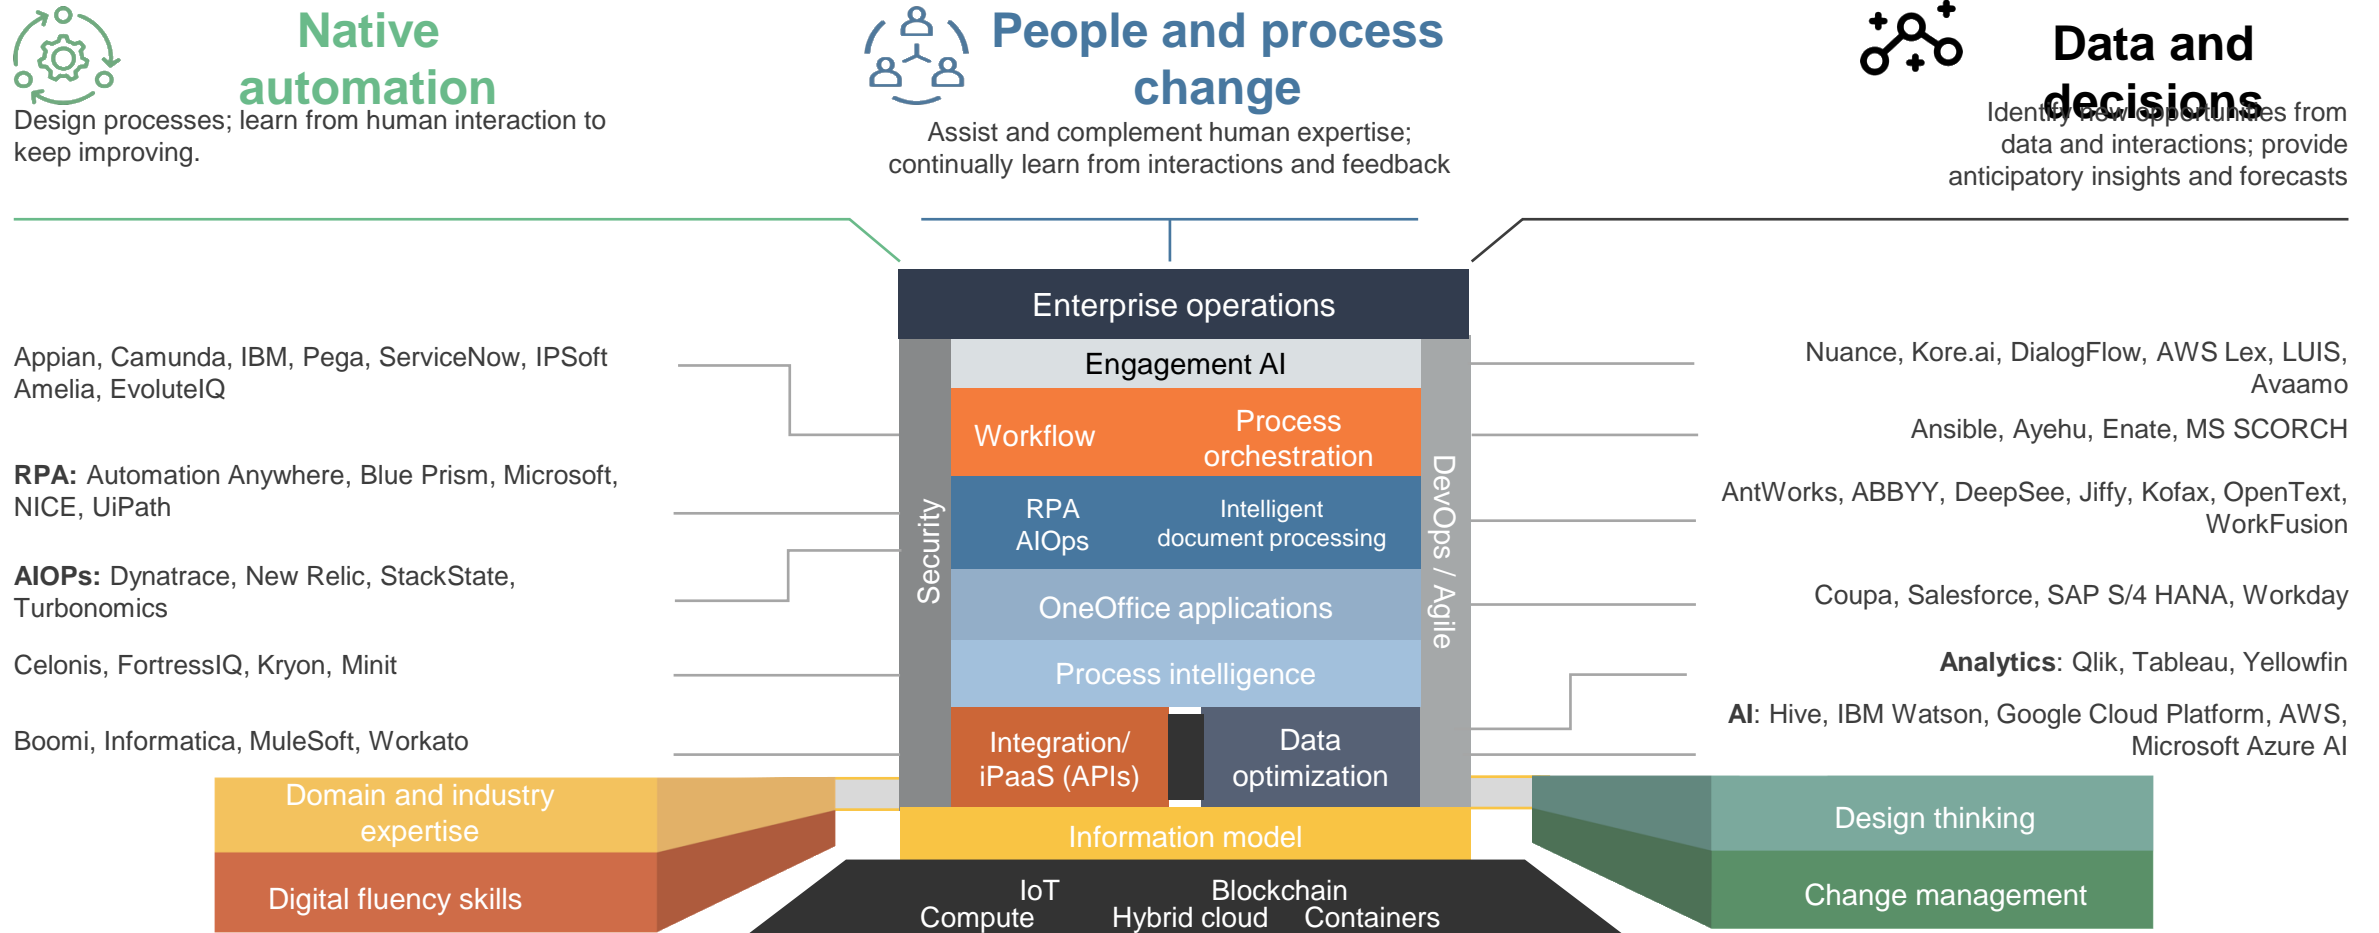 Native
automation
Design processes; learn from human interaction to
keep improving.
People and process
change
Assist and complement human expertise;
continually learn from interactions and feedback
Data and
decisions
Identify new opportunities from
data and interactions; provide
anticipatory insights and forecasts
Appian, Camunda, IBM, Pega, ServiceNow, IPSoft
Amelia, EvoluteIQ
RPA: Automation Anywhere, Blue Prism, Microsoft,
NICE, UiPath
AIOPs: Dynatrace, New Relic, StackState,
Turbonomics
Celonis, FortressIQ, Kryon, Minit
Boomi, Informatica, MuleSoft, Workato
Enterprise operations
Security
Engagement AI
Workflow
Process
orchestration
RPA
AIOps
Intelligent
document processing
OneOffice applications
Process intelligence
Integration/
iPaaS (APIs)
Data
optimization
DevOps / Agile
Information model
IoT
Blockchain
Compute
Hybrid cloud
Containers
Nuance, Kore.ai, DialogFlow, AWS Lex, LUIS,
Avaamo
Ansible, Ayehu, Enate, MS SCORCH
AntWorks, ABBYY, DeepSee, Jiffy, Kofax, OpenText,
WorkFusion
Coupa, Salesforce, SAP S/4 HANA, Workday
Analytics: Qlik, Tableau, Yellowfin
AI: Hive, IBM Watson, Google Cloud Platform, AWS,
Microsoft Azure AI
Domain and industry
expertise
Digital fluency skills
Design thinking
Change management